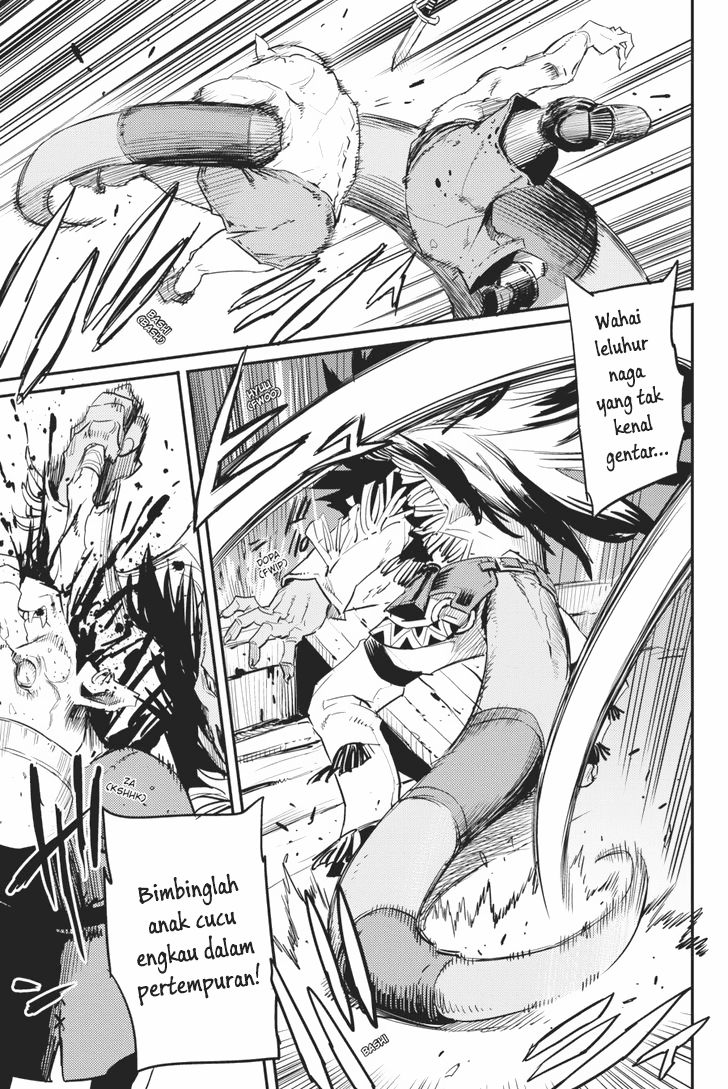 BASHI
(BASH)
Wahai
leluhur
naga
yang tak
kenal
gentar...
HYUU
(FWOO)
DOPA
(FWIP)
ZA
(KSHHK)
Bimbinglah
anak cucu
engkau dalam
pertempuran!
BASHI